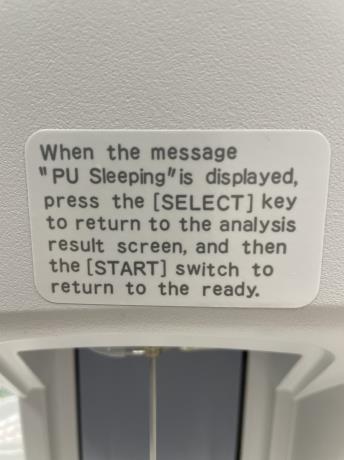 When the message
"PU Sleeping" is displayed,
press the [SELECT] key
to return to the analysis
result screen, and then
the [START] switch to
return to the ready.